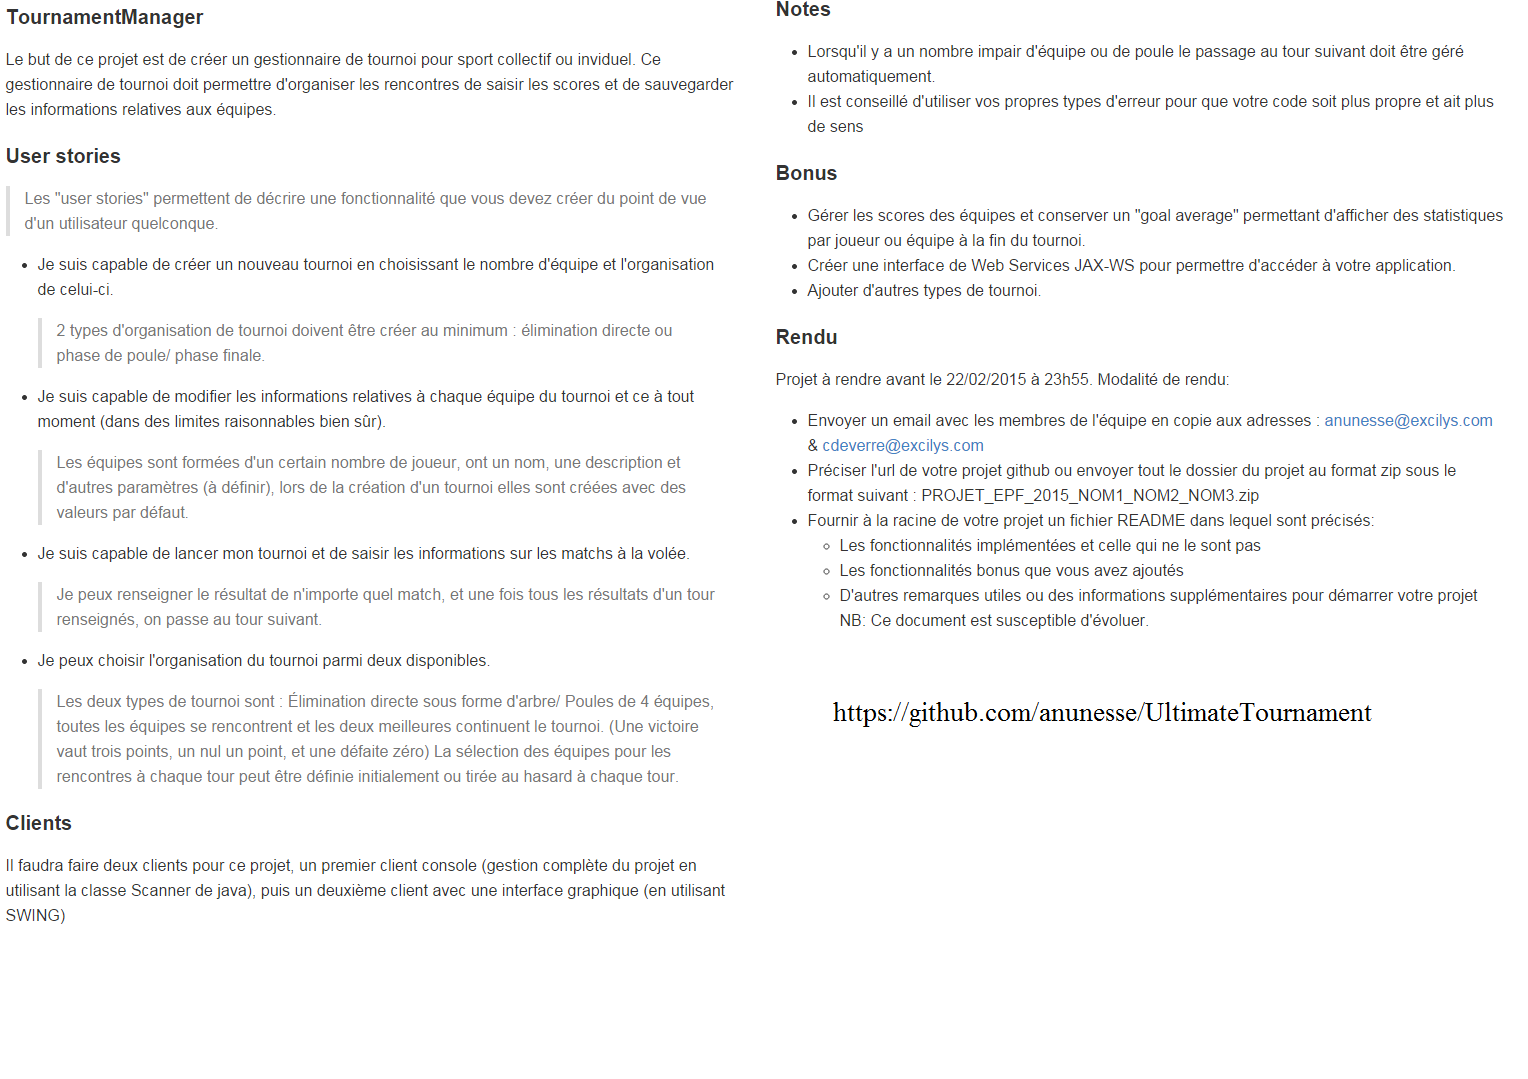 TournamentManager
Le but de ce projet est de créer un gestionnaire de tournoi pour sport collectif ou inviduel. Ce
gestionnaire de tournoi doit permettre d'organiser les rencontres de saisir les scores et de sauvegarder
les informations relatives aux équipes.
User stories
Les "user stories" permettent de décrire une fonctionnalité que vous devez créer du point de vue
d'un utilisateur quelconque.
• Je suis capable de créer un nouveau tournoi en choisissant le nombre d'équipe et l'organisation
de celui-ci.
2 types d'organisation de tournoi doivent être créer au minimum : élimination directe ou
phase de poule/ phase finale.
• Je suis capable de modifier les informations relatives à chaque équipe du tournoi et ce à tout
moment (dans des limites raisonnables bien sûr).
Les équipes sont formées d'un certain nombre de joueur, ont un nom, une description et
d'autres paramètres (à définir), lors de la création d'un tournoi elles sont créées avec des
valeurs par défaut.
• Je suis capable de lancer mon tournoi et de saisir les informations sur les matchs à la volée.
Je peux renseigner le résultat de n'importe quel match, et une fois tous les résultats d'un tour
renseignés, on passe au tour suivant.
• Je peux choisir l'organisation du tournoi parmi deux disponibles.
Les deux types de tournoi sont : Élimination directe sous forme d'arbre/ Poules de 4 équipes,
toutes les équipes se rencontrent et les deux meilleures continuent le tournoi. (Une victoire
vaut trois points, un nul un point, et une défaite zéro) La sélection des équipes pour les
rencontres à chaque tour peut être définie initialement ou tirée au hasard à chaque tour.
Clients
Il faudra faire deux clients pour ce projet, un premier client console (gestion complète du projet en
utilisant la classe Scanner de java), puis un deuxième client avec une interface graphique (en utilisant
SWING)
Notes
• Lorsqu'il y a un nombre impair d'équipe ou de poule le passage au tour suivant doit être géré
automatiquement.
• Il est conseillé d'utiliser vos propres types d'erreur pour que votre code soit plus propre et ait plus
de sens
Bonus
• Gérer les scores des équipes et conserver un "goal average" permettant d'afficher des statistiques
par joueur ou équipe à la fin du tournoi.
• Créer une interface de Web Services JAX-WS pour permettre d'accéder à votre application.
• Ajouter d'autres types de tournoi.
Rendu
Projet à rendre avant le 22/02/2015 à 23h55. Modalité de rendu:
• Envoyer un email avec les membres de l'équipe en copie aux adresses : anunesse@excilys.com
& cdeverre@excilys.com
• Préciser l'url de votre projet github ou envoyer tout le dossier du projet au format zip sous le
format suivant : PROJET_EPF_2015_NOM1_NOM2_NOM3.zip
• Fournir à la racine de votre projet un fichier README dans lequel sont précisés:
◦ Les fonctionnalités implémentées et celle qui ne le sont pas
◦ Les fonctionnalités bonus que vous avez ajoutés
◦ D'autres remarques utiles ou des informations supplémentaires pour démarrer votre projet
NB: Ce document est susceptible d'évoluer.
https://github.com/anunesse/UltimateTournament